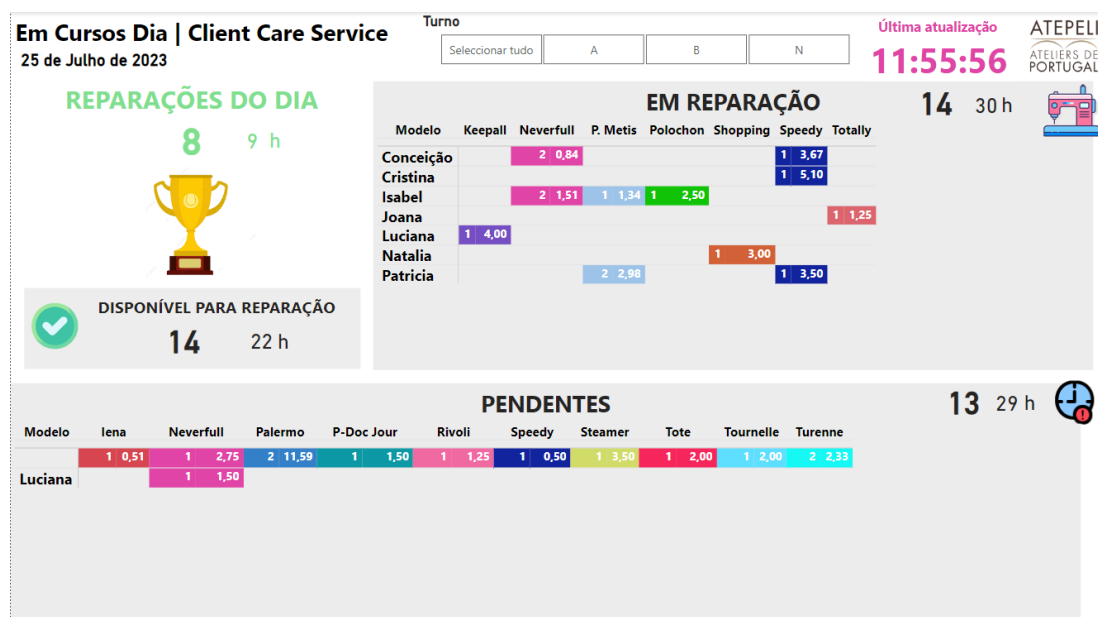 Em Cursos Dia | Client Care Service
25 de Julho de 2023
Turno
Seleccionar tudo A B N
Última atualização
11:55:56
ATEPELI
ATELIERS DE
PORTUGAL
REPARAÇÕES DO DIA
8 9 h
DISPONÍVEL PARA REPARAÇÃO
14 22 h
EM REPARAÇÃO 14 30 h
Modelo Keepall Neverfull P. Metis Polochon Shopping Speedy Totally
Conceição 2 0,84 1 3,67
Cristina 1 5,10
Isabel 2 1,51 1 1,34 1 2,50
Joana 1 1,25
Luciana 1 4,00
Natalia 1 3,00
Patricia 2 2,98 1 3,50
PENDENTES 13 29 h
Modelo Iena Neverfull Palermo P-Doc Jour Rivoli Speedy Steamer Tote Tournelle Turenne
1 0,51 1 2,75 2 11,59 1 1,50 1 1,25 1 0,50 1 3,50 1 2,00 1 2,00 2 2,33
Luciana 1 1,50